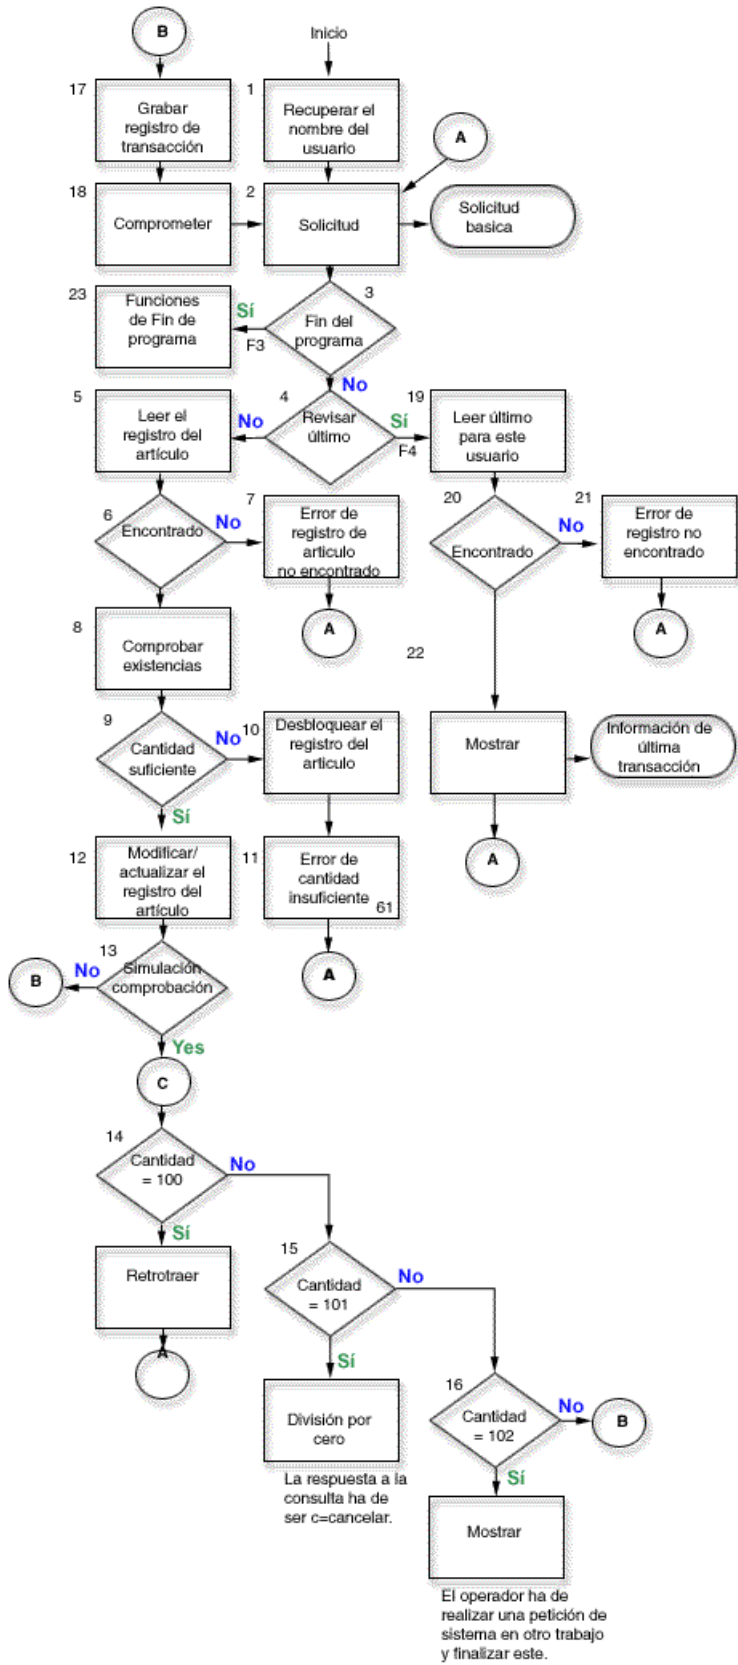 B
Inicio
17
Grabar
registro de
transacción
1
Recuperar el
nombre del
usuario
A
18
Comprometer
2
Solicitud
Solicitud
basica
23
Funciones
de Fin de
programa
Sí
F3
3
Fin del
programa
No
5
Leer el
registro del
artículo
No
4
Revisar
último
Sí
F4
19
Leer último
para este
usuario
6
Encontrado
No
7
Error de
registro de
articulo
no encontrado
A
20
Encontrado
No
21
Error de
registro no
encontrado
A
8
Comprobar
existencias
22
Mostrar
Información de
última
transacción
A
9
Cantidad
suficiente
No
10
Desbloquear el
registro del
articulo
Sí
12
Modificar/
actualizar el
registro del
artículo
11
Error de
cantidad
insuficiente
61
A
13
Simulación
comprobación
No
B
Yes
C
14
Cantidad
= 100
No
Sí
Retrotraer
A
15
Cantidad
= 101
No
Sí
División por
cero
La respuesta a la
consulta ha de
ser c=cancelar.
16
Cantidad
= 102
No
B
Sí
Mostrar
El operador ha de
realizar una petición de
sistema en otro trabajo
y finalizar este.